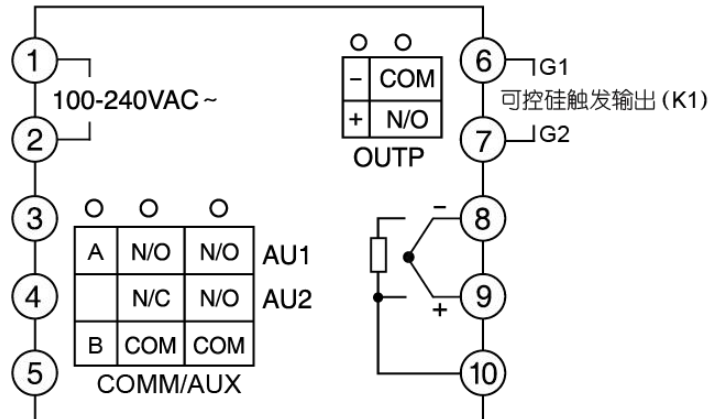 1
6
G1
− COM
100-240VAC~
可控硅触发输出(K1)
+ N/O
2
7
G2
OUTP
3
−
8
A N/O N/O AU1
4
N/C N/O AU2
9
+
B COM COM
5
10
COMM/AUX